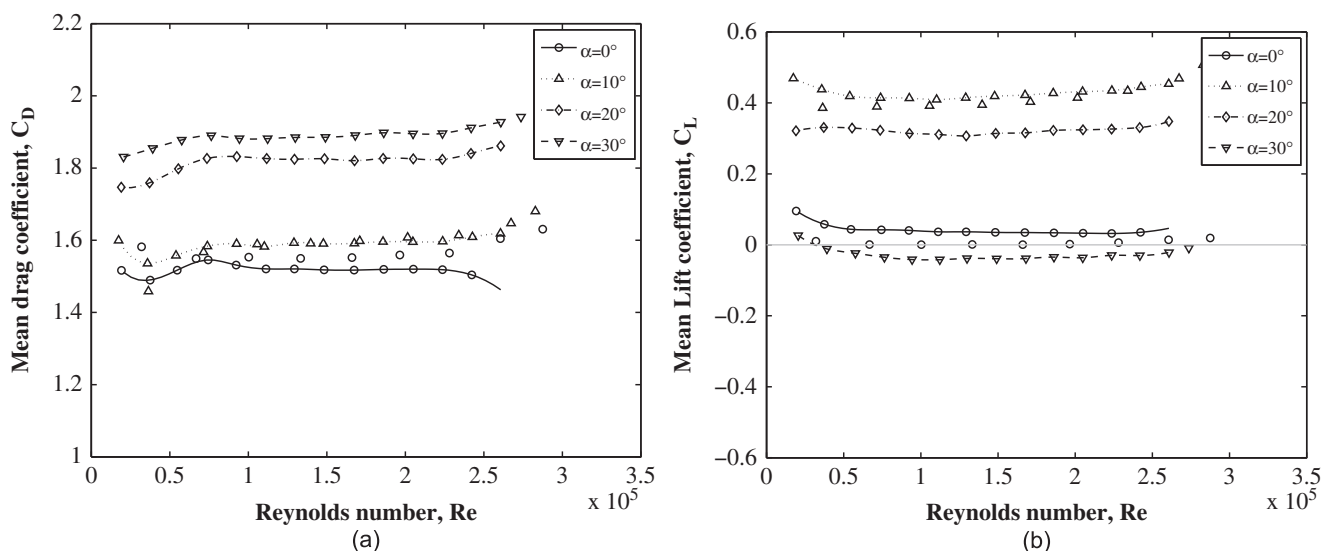 2.2
2
1.8
1.6
1.4
1.2
1
Mean drag coefficient, C_D
α=0°
α=10°
α=20°
α=30°
0 0.5 1 1.5 2 2.5 3 3.5
x 10^5
Reynolds number, Re
(a)
0.6
0.4
0.2
0
−0.2
−0.4
−0.6
Mean Lift coefficient, C_L
α=0°
α=10°
α=20°
α=30°
0 0.5 1 1.5 2 2.5 3 3.5
x 10^5
Reynolds number, Re
(b)